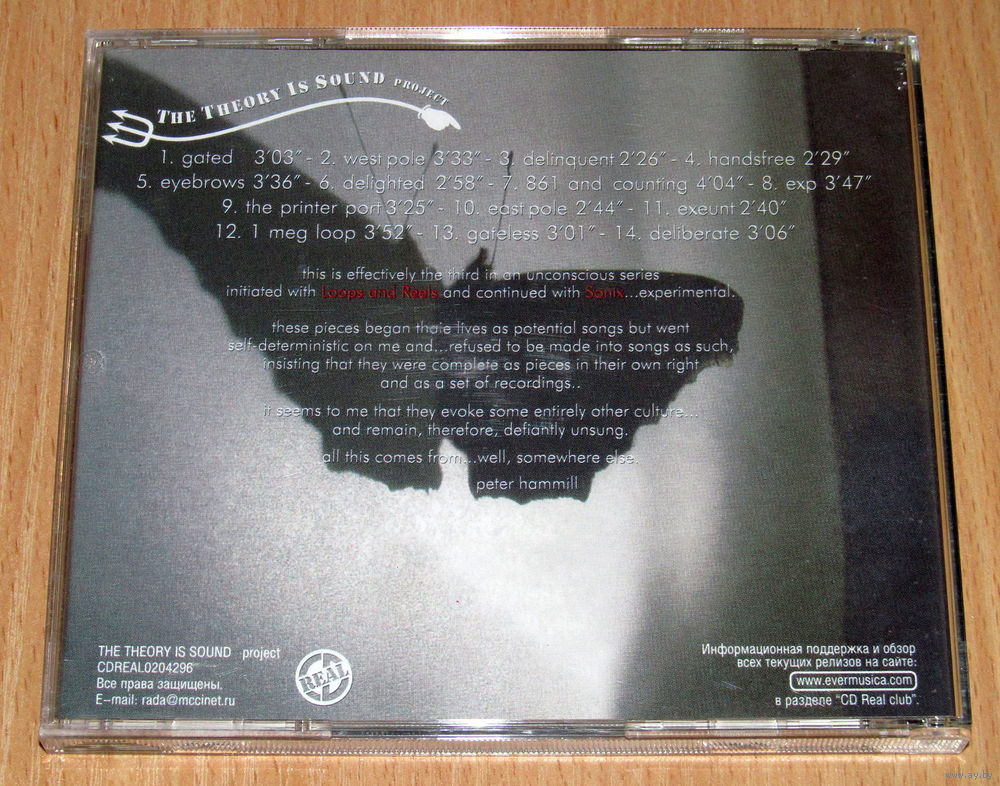 THE THEORY IS SOUND PROJECT
1. gated 3'03" - 2. west pole 3'33" - 3. delinquent 2'26" - 4. handsfree 2'29"
5. eyebrows 3'36" - 6. delighted 2'58" - 7. 861 and counting 4'04" - 8. exp 3'47"
9. the printer port 3'25" - 10. east pole 2'44" - 11. exeunt 2'40"
12. 1 meg loop 3'52" - 13. gateless 3'01" - 14. deliberate 3'06"
this is effectively the third in an unconscious series
initiated with Loops and Reels and continued with Sonix...experimental.
these pieces began their lives as potential songs but went
self-deterministic on me and...refused to be made into songs as such,
insisting that they were complete as pieces in their own right
and as a set of recordings..
it seems to me that they evoke some entirely other culture...
and remain, therefore, defiantly unsung.
all this comes from...well, somewhere else.
peter hammill
THE THEORY IS SOUND project
CDREAL0204296
Все права защищены.
E-mail: rada@mccinet.ru
REAL
Информационная поддержка и обзор
всех текущих релизов на сайте:
www.evermusica.com
в разделе "CD Real club".
www.ay.by